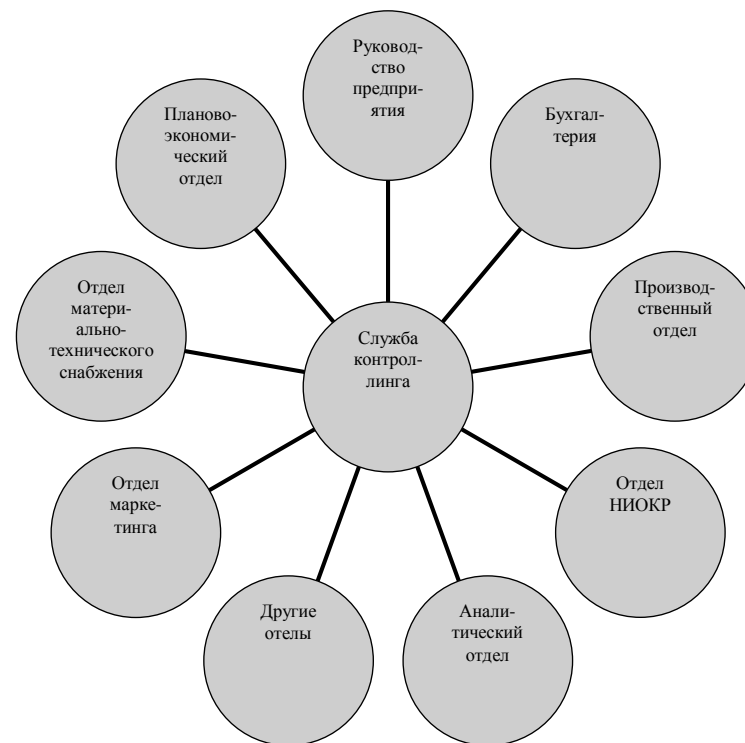 Руковод-
ство
предпри-
ятия
Бухгал-
терия
Производ-
ственный
отдел
Отдел
НИОКР
Анали-
тический
отдел
Другие
отелы
Отдел
марке-
тинга
Отдел
матери-
ально-
технического
снабжения
Планово-
экономи-
ческий
отдел
Служба
контрол-
линга